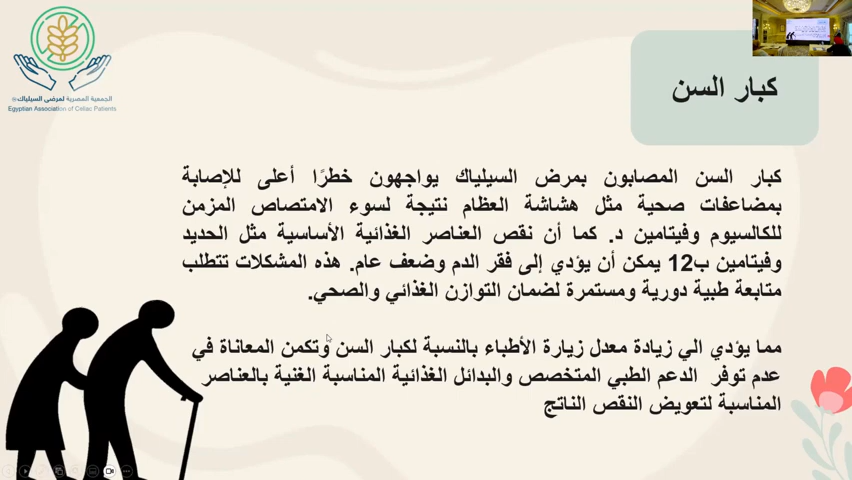 الجمعية المصرية لمرضى السيلياك
Egyptian Association of Celiac Patients
كبار السن
كبار السن المصابون بمرض السيلياك يواجهون خطرًا أعلى للإصابة
بمضاعفات صحية مثل هشاشة العظام نتيجة لسوء الامتصاص المزمن
للكالسيوم وفيتامين د. كما أن نقص العناصر الغذائية الأساسية مثل الحديد
وفيتامين ب12 يمكن أن يؤدي إلى فقر الدم وضعف عام. هذه المشكلات تتطلب
متابعة طبية دورية ومستمرة لضمان التوازن الغذائي والصحي.
مما يؤدي الي زيادة معدل زيارة الأطباء بالنسبة لكبار السن وتكمن المعاناة في
عدم توفر الدعم الطبي المتخصص والبدائل الغذائية المناسبة الغنية بالعناصر
المناسبة لتعويض النقص الناتج